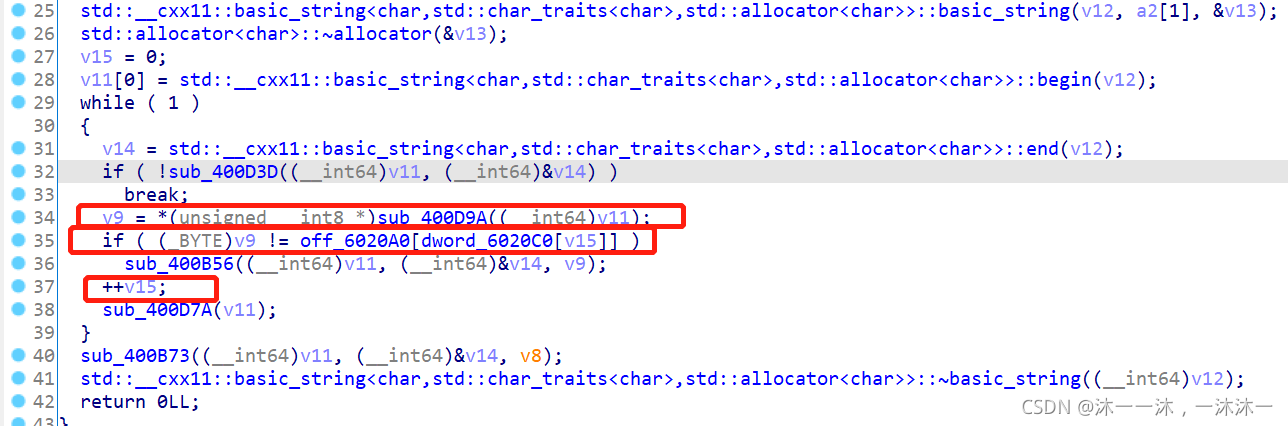 25 std::__cxx11::basic_string<char,std::char_traits<char>,std::allocator<char>>::basic_string(v12, a2[1], &v13);
26 std::allocator<char>::~allocator(&v13);
27 v15 = 0;
28 v11[0] = std::__cxx11::basic_string<char,std::char_traits<char>,std::allocator<char>>::begin(v12);
29 while ( 1 )
30 {
31 v14 = std::__cxx11::basic_string<char,std::char_traits<char>,std::allocator<char>>::end(v12);
32 if ( !sub_400D3D((__int64)v11, (__int64)&v14) )
33 break;
34 v9 = *(unsigned __int8 *)sub_400D9A((__int64)v11);
35 if ( (_BYTE)v9 != off_6020A0[dword_6020C0[v15]] )
36 sub_400B56((__int64)v11, (__int64)&v14, v9);
37 ++v15;
38 sub_400D7A(v11);
39 }
40 sub_400B73((__int64)v11, (__int64)&v14, v8);
41 std::__cxx11::basic_string<char,std::char_traits<char>,std::allocator<char>>::~basic_string((__int64)v12);
42 return 0LL;
43 }
CSDN @沐一一沐，一沐沐一